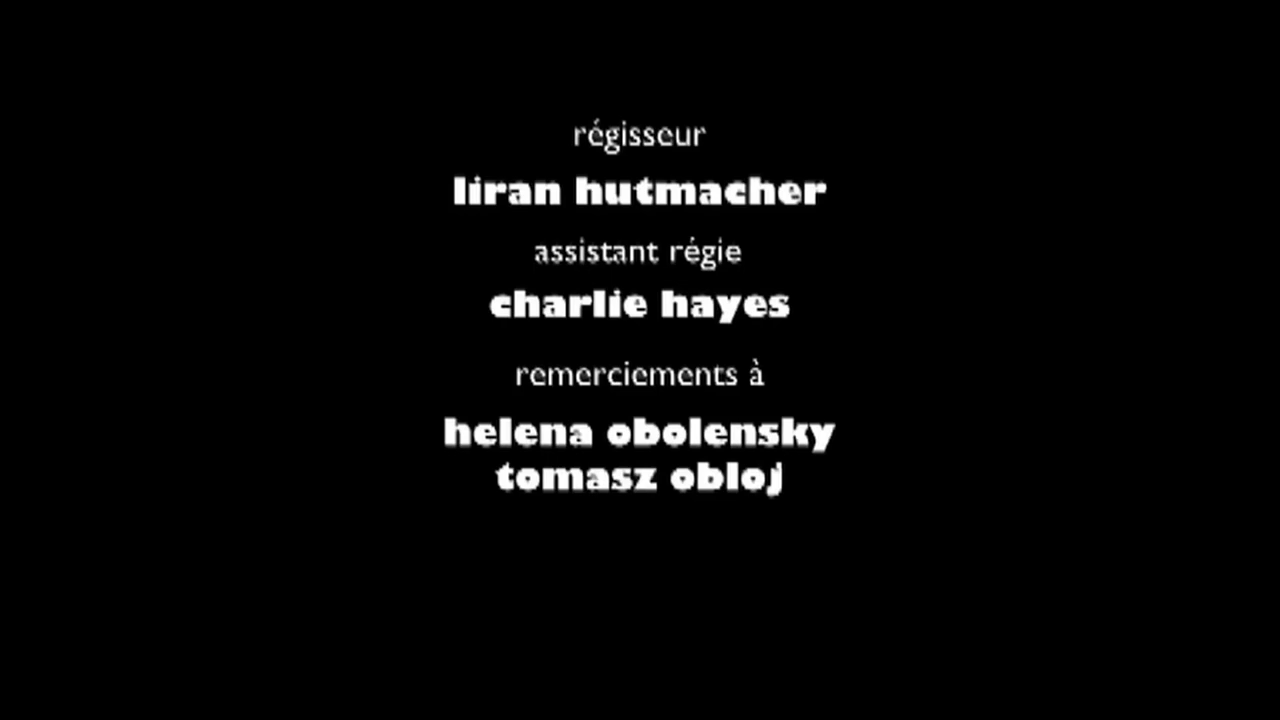 régisseur
liran hutmacher
assistant régie
charlie hayes
remerciements à
helena obolensky
tomasz obloj